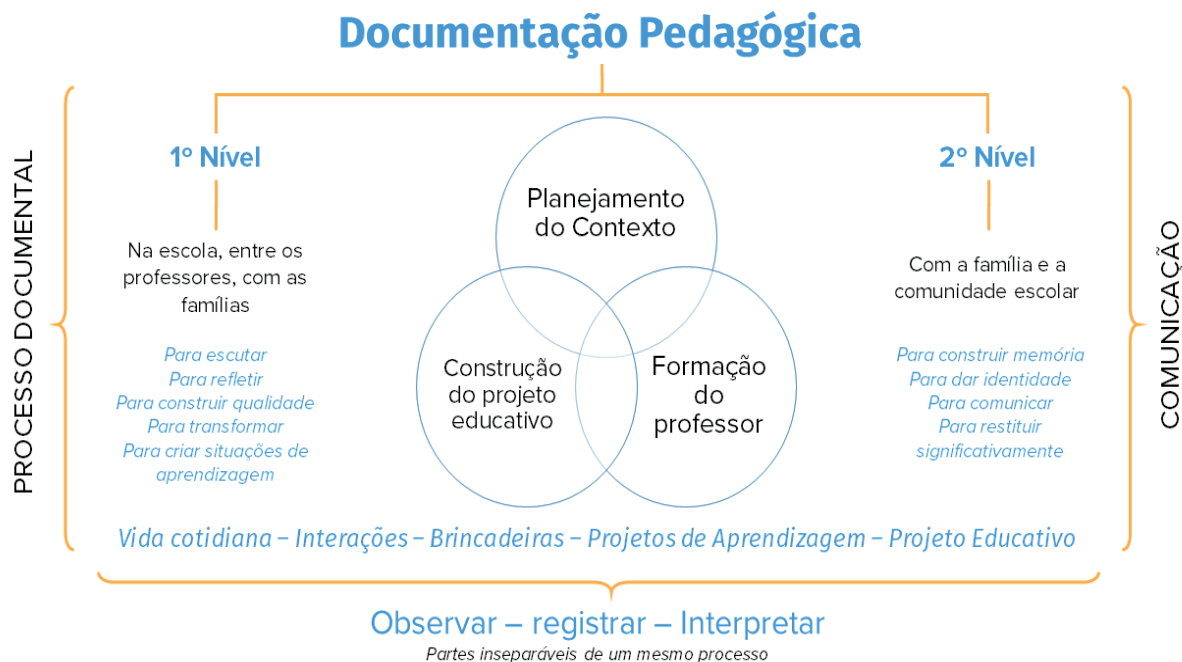 Documentação Pedagógica
PROCESSO DOCUMENTAL
1º Nível
Na escola, entre os
professores, com as
famílias
Para escutar
Para refletir
Para construir qualidade
Para transformar
Para criar situações de
aprendizagem
Planejamento
do Contexto
Construção
do projeto
educativo
Formação
do
professor
2º Nível
Com a família e a
comunidade escolar
Para construir memória
Para dar identidade
Para comunicar
Para restituir
significativamente
COMUNICAÇÃO
Vida cotidiana – Interações – Brincadeiras – Projetos de Aprendizagem – Projeto Educativo
Observar – registrar – Interpretar
Partes inseparáveis de um mesmo processo